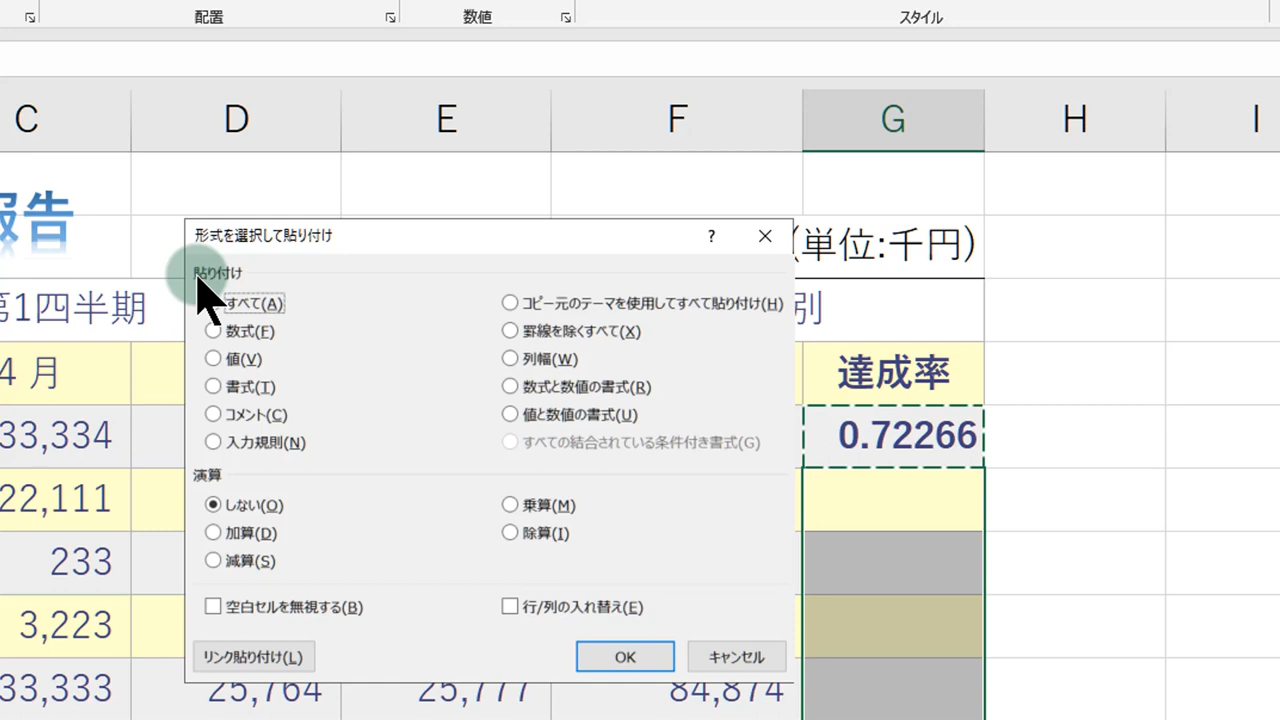 配置 数値 スタイル
C D E F G H I
報告
形式を選択して貼り付け ?
(単位:千円)
貼り付け
第1四半期 別
すべて(A) コピー元のテーマを使用してすべて貼り付け(H)
数式(F) 罫線を除くすべて(X)
値(V) 列幅(W)
4 月 達成率
書式(T) 数式と数値の書式(R)
コメント(C) 値と数値の書式(U)
33,334 0.72266
入力規則(N) すべての結合されている条件付き書式(G)
演算
22,111
しない(O) 乗算(M)
加算(D) 除算(I)
233
減算(S)
空白セルを無視する(B) 行/列の入れ替え(E)
3,223
リンク貼り付け(L) OK キャンセル
33,333 25,764 25,777 84,874